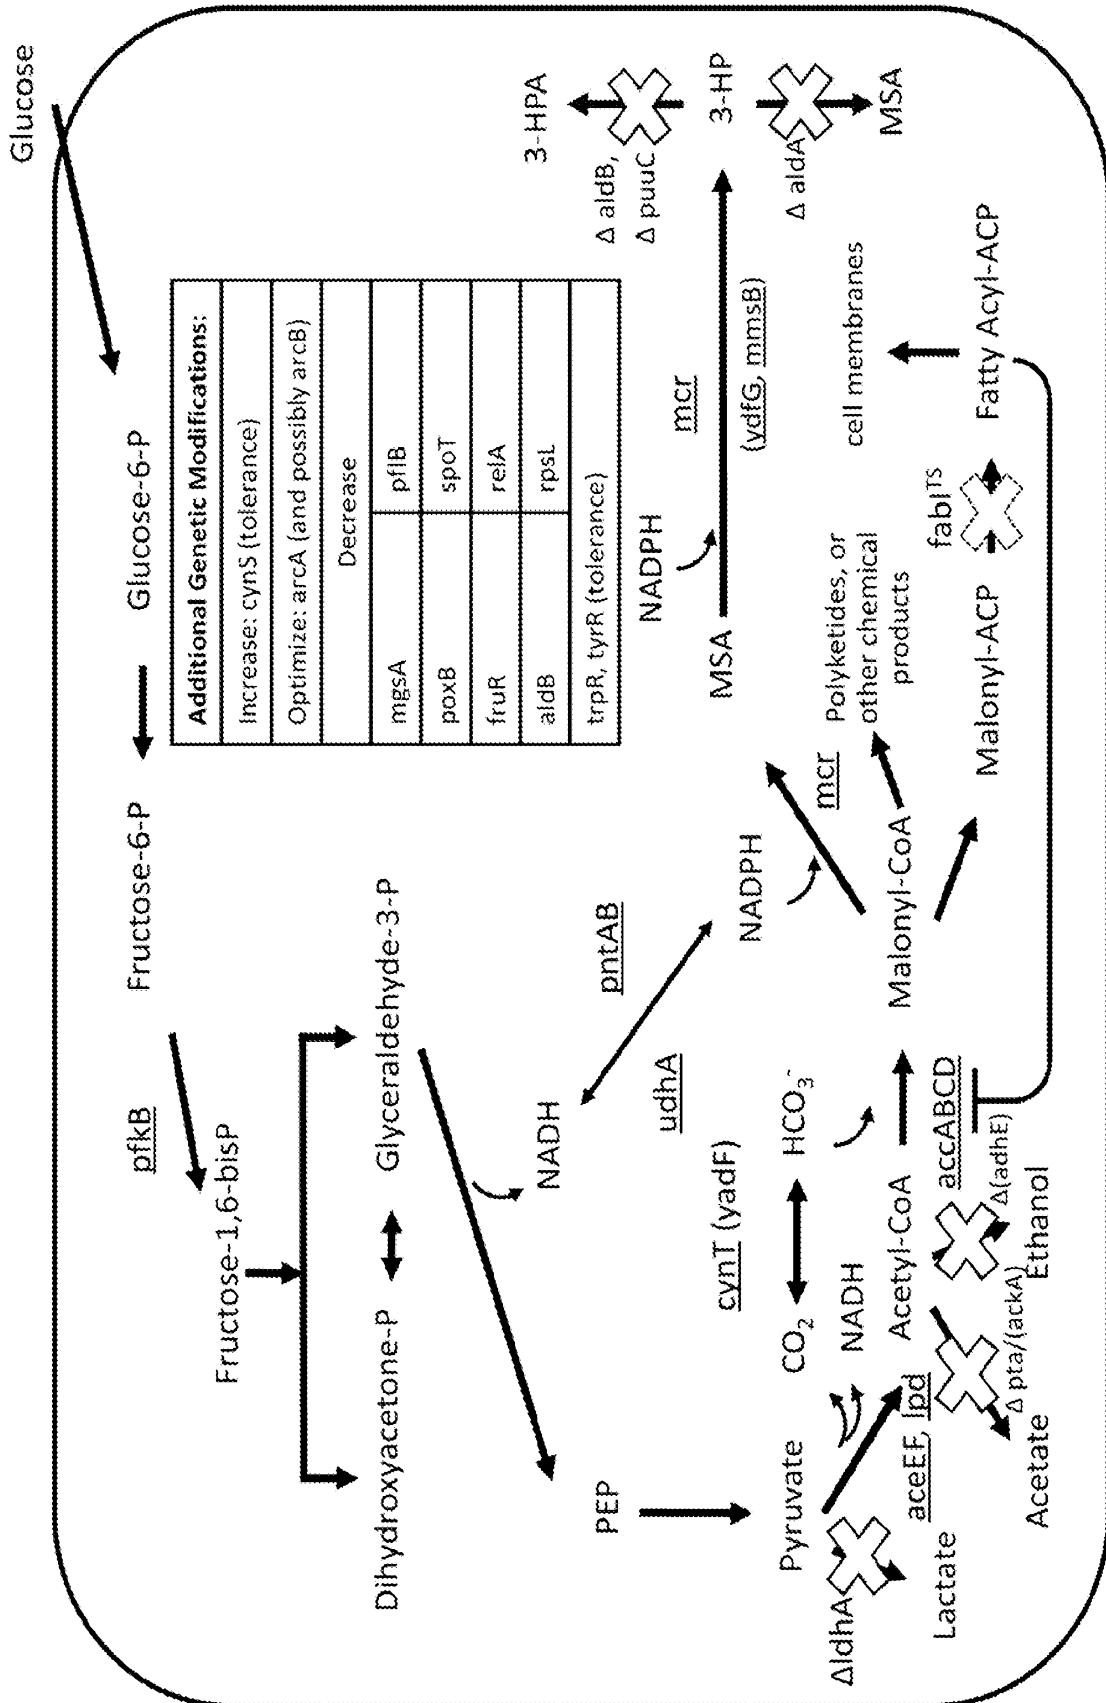 Glucose
Glucose-6-P
Fructose-6-P
pfkB
Fructose-1,6-bisP
Dihydroxyacetone-P
Glyceraldehyde-3-P
NADH
PEP
udhA
pntAB
NADPH
Additional Genetic Modifications:
Increase: cynS (tolerance)
Optimize: arcA (and possibly arcB)
Decrease
mgsA
pflB
poxB
spoT
fruR
relA
aldB
rpsL
trpR, tyrR (tolerance)
cynT (yadF)
CO2
HCO3-
Pyruvate
NADH
ΔldhA
Lactate
aceEF, lpd
Acetyl-CoA
Δ pta/(ackA)
Acetate
Δ(adhE)
Ethanol
accABCD
Malonyl-CoA
mcr
MSA
NADPH
mcr
(ydfG, mmsB)
3-HP
Δ aldB,
Δ puuC
3-HPA
Δ aldA
MSA
Polyketides, or
other chemical
products
Malonyl-ACP
fabITS
Fatty Acyl-ACP
cell membranes